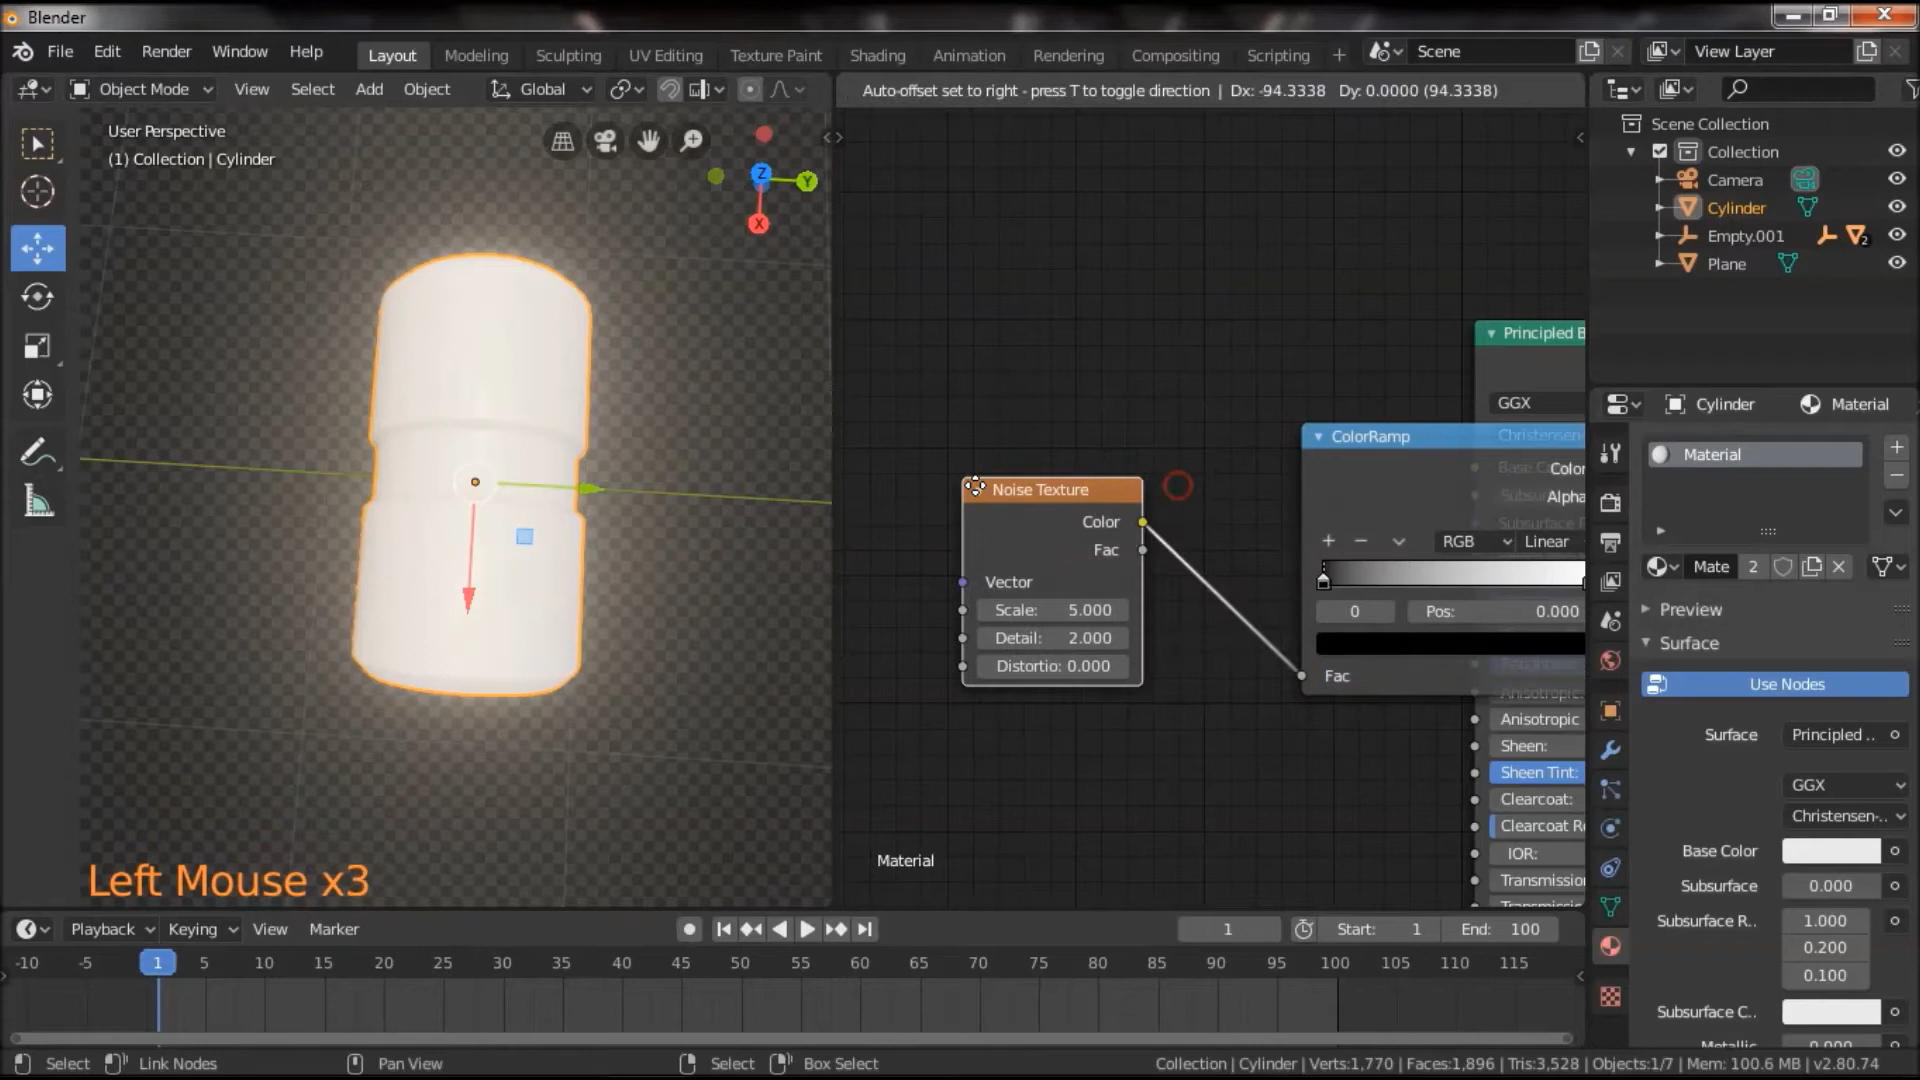 Blender
File Edit Render Window Help
Layout Modeling Sculpting UV Editing Texture Paint Shading Animation Rendering Compositing Scripting +
Scene
View Layer
Object Mode View Select Add Object Global
Auto-offset set to right - press T to toggle direction | Dx: -94.3338 Dy: 0.0000 (94.3338)
User Perspective
(1) Collection | Cylinder
Z
Y
X
Scene Collection
Collection
Camera
Cylinder
Empty.001
2
Plane
Noise Texture
Color
Fac
Vector
Scale: 5.000
Detail: 2.000
Distortio: 0.000
ColorRamp
Color
Alpha
RGB Linear
0 Pos: 0.000
Fac
Principled B
GGX
Christensen-
Anisotropic
Sheen:
Sheen Tint:
Clearcoat:
Clearcoat R
IOR:
Transmission
Material
Left Mouse x3
Cylinder Material
Material
Mate 2
Preview
Surface
Use Nodes
Surface Principled ..
GGX
Christensen-..
Base Color
Subsurface 0.000
Subsurface R.. 1.000
0.200
0.100
Subsurface C..
Playback Keying View Marker
1 Start: 1 End: 100
-10 -5 1 5 10 15 20 25 30 35 40 45 50 55 60 65 70 75 80 85 90 95 100 105 110 115
Select Link Nodes Pan View Select Box Select
Collection | Cylinder | Verts:1,770 | Faces:1,896 | Tris:3,528 | Objects:1/7 | Mem: 100.6 MB | v2.80.74